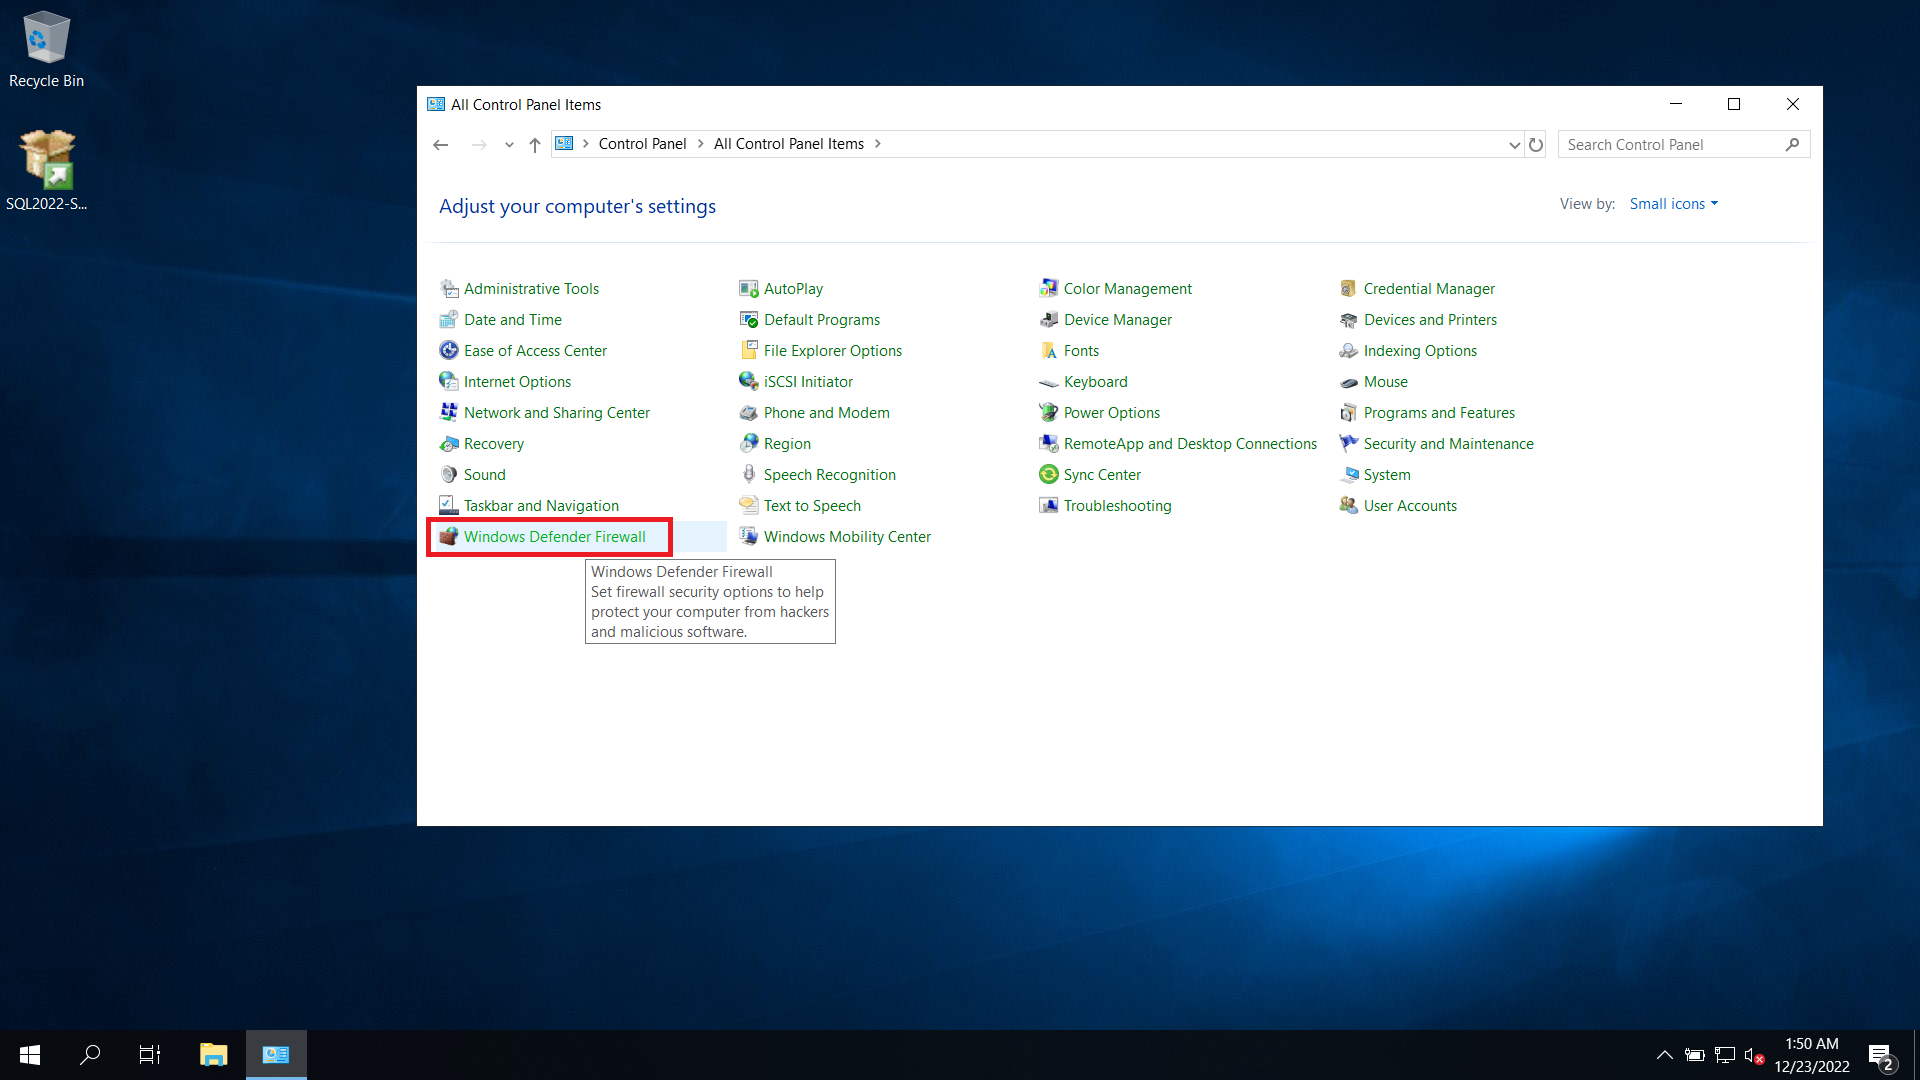 Recycle Bin
SQL2022-S...
All Control Panel Items
Control Panel
All Control Panel Items
Search Control Panel
Adjust your computer's settings
View by: Small icons
Administrative Tools
AutoPlay
Color Management
Credential Manager
Date and Time
Default Programs
Device Manager
Devices and Printers
Ease of Access Center
File Explorer Options
Fonts
Indexing Options
Internet Options
iSCSI Initiator
Keyboard
Mouse
Network and Sharing Center
Phone and Modem
Power Options
Programs and Features
Recovery
Region
RemoteApp and Desktop Connections
Security and Maintenance
Sound
Speech Recognition
Sync Center
System
Taskbar and Navigation
Text to Speech
Troubleshooting
User Accounts
Windows Defender Firewall
Windows Mobility Center
Windows Defender Firewall
Set firewall security options to help
protect your computer from hackers
and malicious software.
1:50 AM
12/23/2022
2